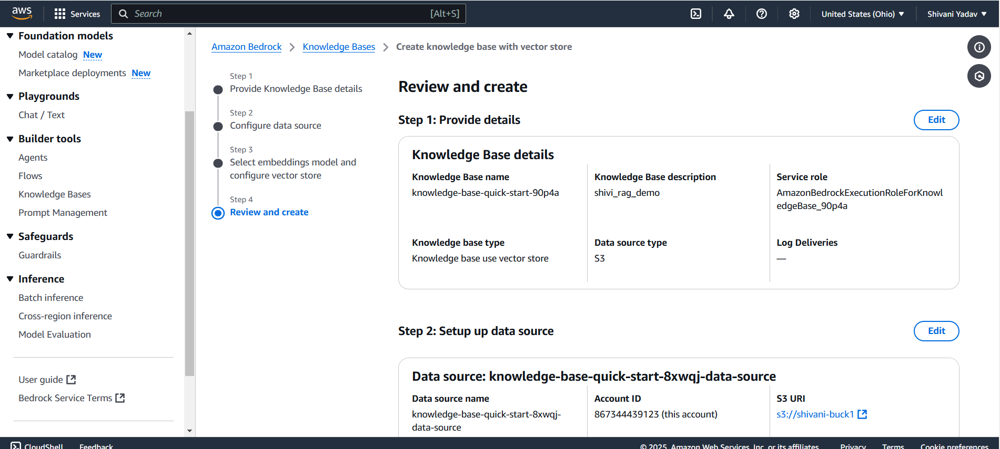 aws
Services
Search
[Alt+S]
United States (Ohio)
Shivani Yadav
Foundation models
Model catalog New
Marketplace deployments New
Playgrounds
Chat / Text
Builder tools
Agents
Flows
Knowledge Bases
Prompt Management
Safeguards
Guardrails
Inference
Batch inference
Cross-region inference
Model Evaluation
User guide
Bedrock Service Terms
Amazon Bedrock
Knowledge Bases
Create knowledge base with vector store
Step 1
Provide Knowledge Base details
Step 2
Configure data source
Step 3
Select embeddings model and
configure vector store
Step 4
Review and create
Review and create
Step 1: Provide details
Edit
Knowledge Base details
Knowledge Base name
knowledge-base-quick-start-90p4a
Knowledge Base description
shivi_rag_demo
Service role
AmazonBedrockExecutionRoleForKnowl
edgeBase_90p4a
Knowledge base type
Knowledge base use vector store
Data source type
S3
Log Deliveries
—
Step 2: Setup up data source
Edit
Data source: knowledge-base-quick-start-8xwqj-data-source
Data source name
knowledge-base-quick-start-8xwqj-
data-source
Account ID
867344439123 (this account)
S3 URI
s3://shivani-buck1
CloudShell
Feedback
© 2025, Amazon Web Services, Inc. or its affiliates.
Privacy
Terms
Cookie preferences